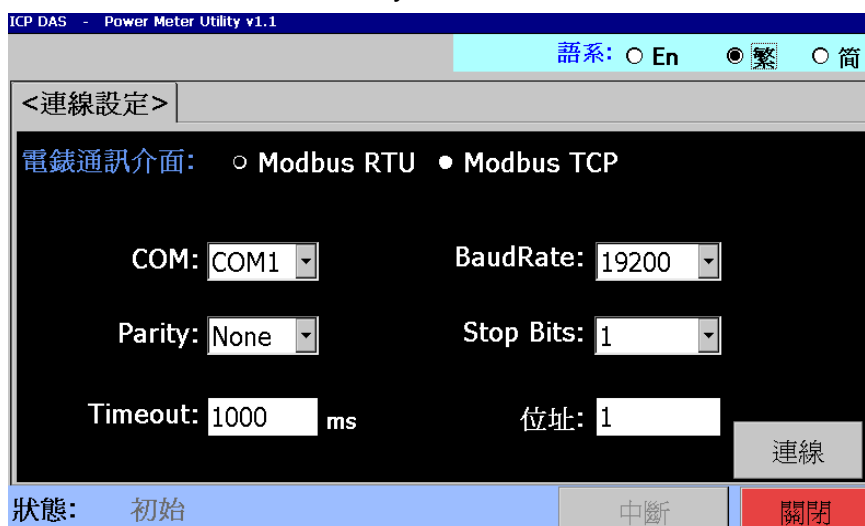 ICP DAS - Power Meter Utility v1.1
語系: En 繁 简
<連線設定>
電錶通訊介面: Modbus RTU Modbus TCP
COM: COM1 BaudRate: 19200
Parity: None Stop Bits: 1
Timeout: 1000 ms 位址: 1
連線
狀態: 初始 中斷 關閉